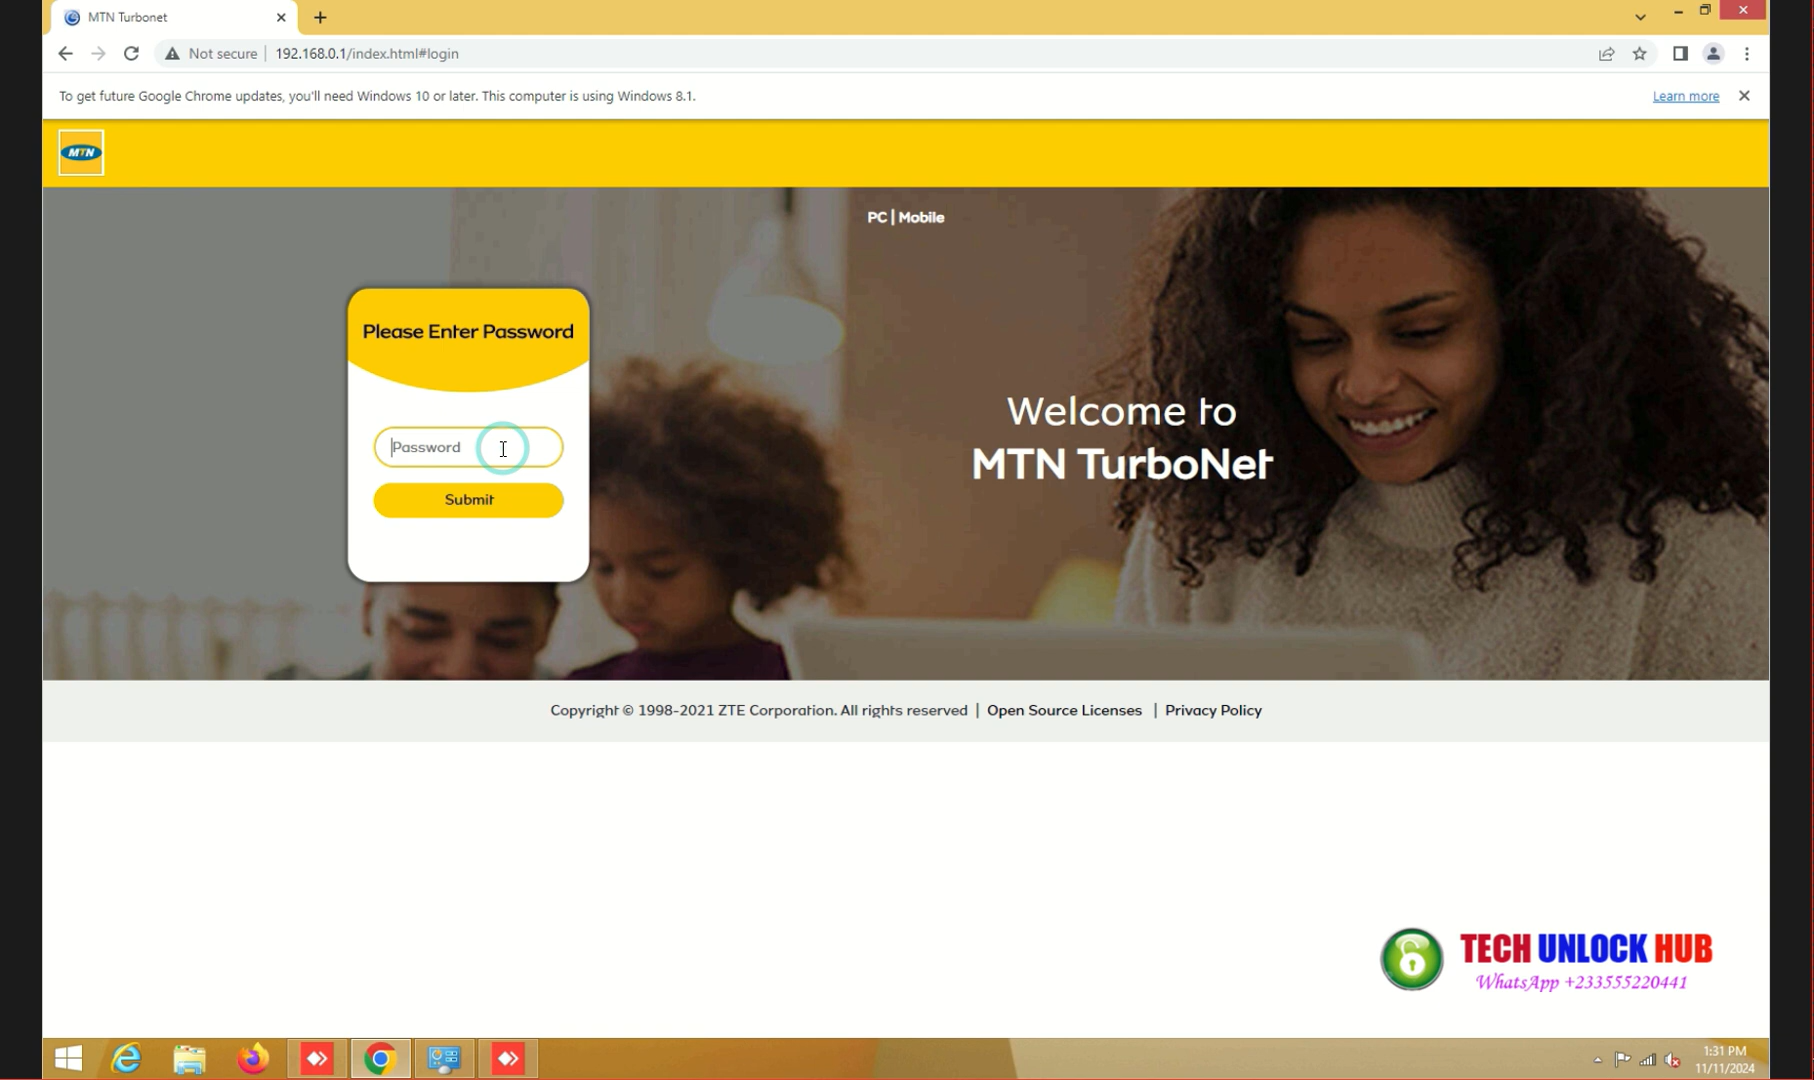 MTN Turbonet
Not secure | 192.168.0.1/index.html#login
To get future Google Chrome updates, you'll need Windows 10 or later. This computer is using Windows 8.1.
Learn more
MTN
PC | Mobile
Please Enter Password
Password
Submit
Welcome to
MTN TurboNet
Copyright © 1998-2021 ZTE Corporation. All rights reserved | Open Source Licenses | Privacy Policy
TECH UNLOCK HUB
WhatsApp +233555220441
1:31 PM
11/11/2024